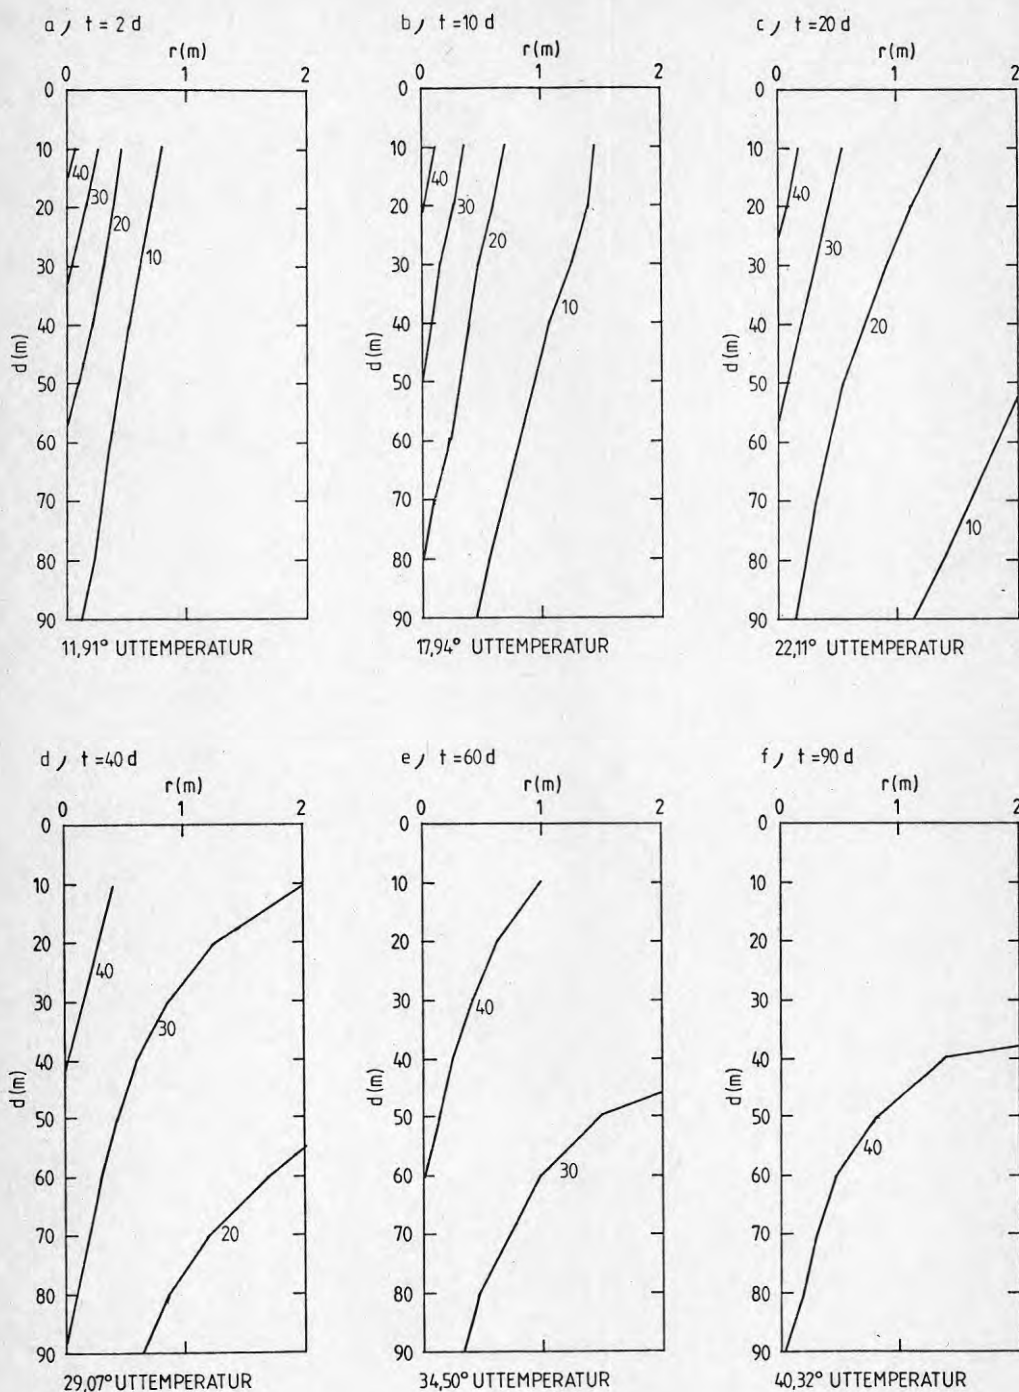 a) t = 2 d
r(m)
0 1 2
0
10
20
30
40
50
60
70
80
90
d (m)
40
30
20
10
11,91° UTTEMPERATUR
b) t =10 d
r(m)
0 1 2
0
10
20
30
40
50
60
70
80
90
d (m)
40
30
20
10
17,94° UTTEMPERATUR
c) t =20 d
r(m)
0 1 2
0
10
20
30
40
50
60
70
80
90
d (m)
40
30
20
10
22,11° UTTEMPERATUR
d) t =40 d
r(m)
0 1 2
0
10
20
30
40
50
60
70
80
90
d (m)
40
30
20
29,07° UTTEMPERATUR
e) t =60 d
r(m)
0 1 2
0
10
20
30
40
50
60
70
80
90
d (m)
40
30
34,50° UTTEMPERATUR
f) t =90 d
r(m)
0 1 2
0
10
20
30
40
50
60
70
80
90
d (m)
40
40,32° UTTEMPERATUR